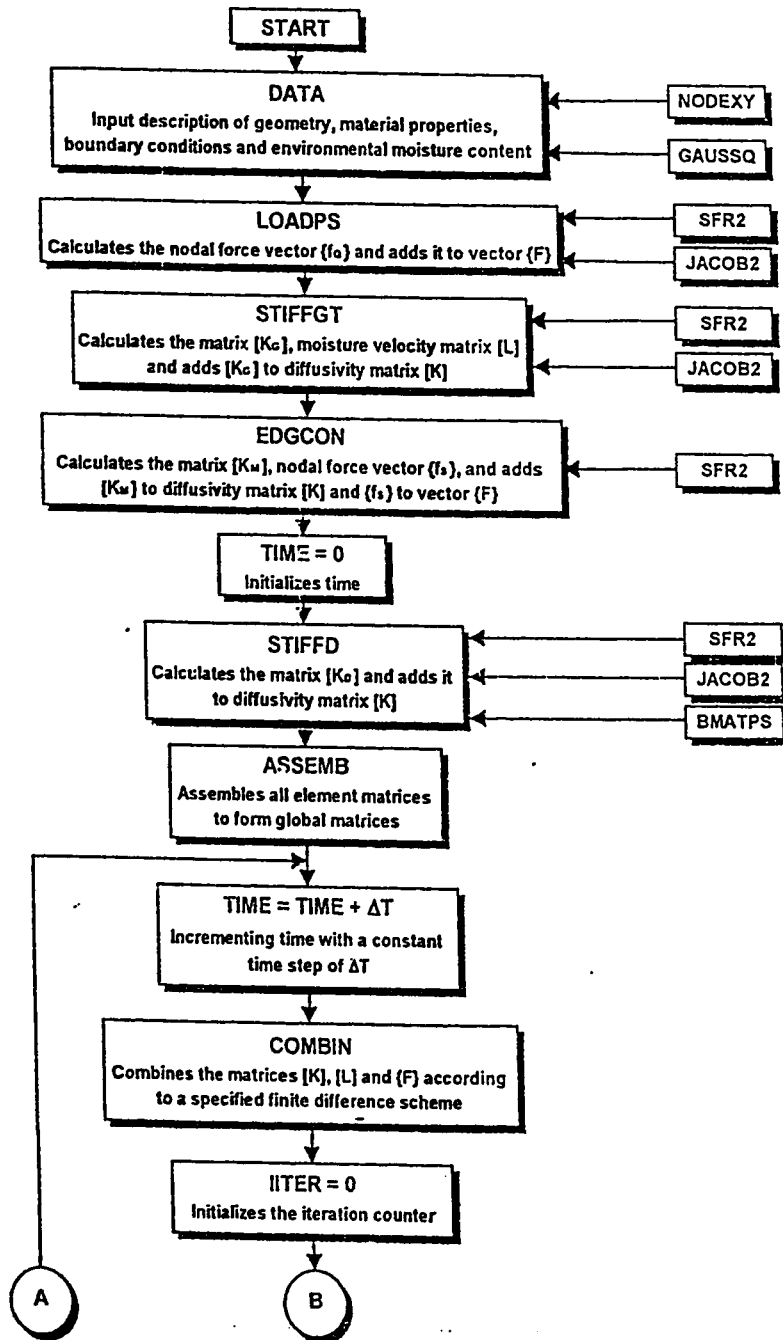 START
DATA
Input description of geometry, material properties,
boundary conditions and environmental moisture content
NODEXY
GAUSSQ
LOADPS
Calculates the nodal force vector {fQ} and adds it to vector {F}
SFR2
JACOB2
STIFFGT
Calculates the matrix [KG], moisture velocity matrix [L]
and adds [KG] to diffusivity matrix [K]
SFR2
JACOB2
EDGCON
Calculates the matrix [KM], nodal force vector {fS}, and adds
[KM] to diffusivity matrix [K] and {fS} to vector {F}
SFR2
TIME = 0
Initializes time
STIFFD
Calculates the matrix [KD] and adds it
to diffusivity matrix [K]
SFR2
JACOB2
BMATPS
ASSEMB
Assembles all element matrices
to form global matrices
TIME = TIME + ΔT
Incrementing time with a constant
time step of ΔT
COMBIN
Combines the matrices [K], [L] and {F} according
to a specified finite difference scheme
IITER = 0
Initializes the iteration counter
A
B